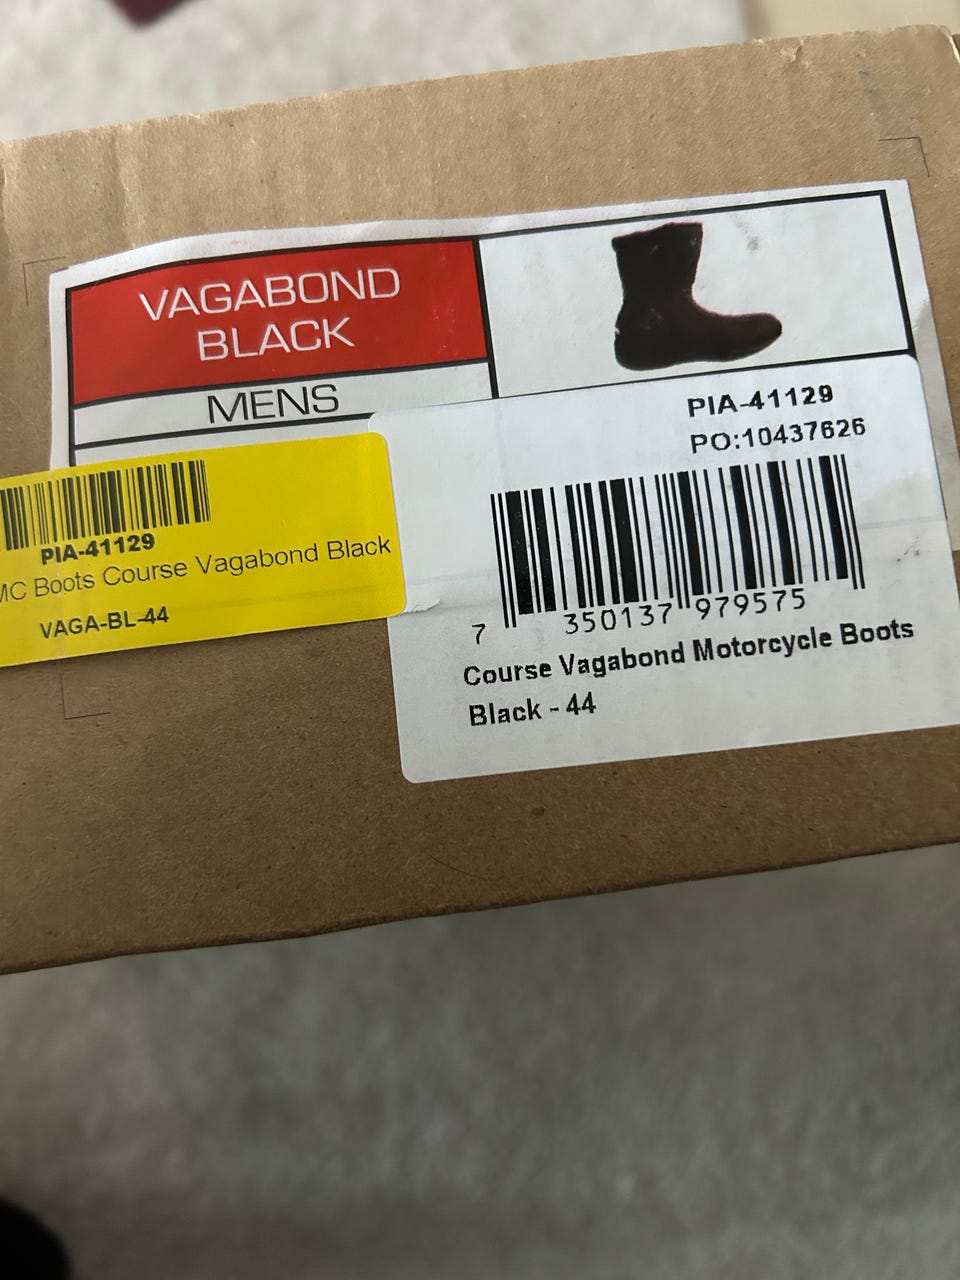 VAGABOND
BLACK
MENS
PIA-41129
PO:10437626
7 350137 979575
Course Vagabond Motorcycle Boots
Black - 44
PIA-41129
MC Boots Course Vagabond Black
VAGA-BL-44